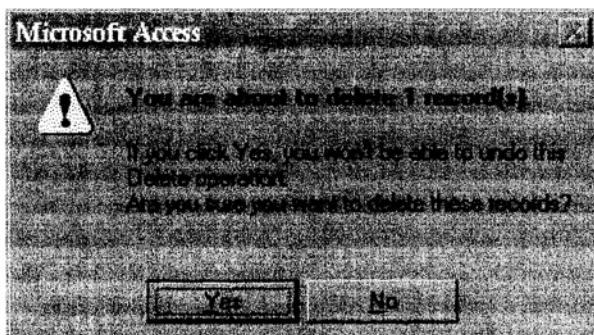 Microsoft Access
You are about to delete 1 record(s).
If you click Yes, you won't be able to undo this
Delete operation.
Are you sure you want to delete these records?
Yes
No